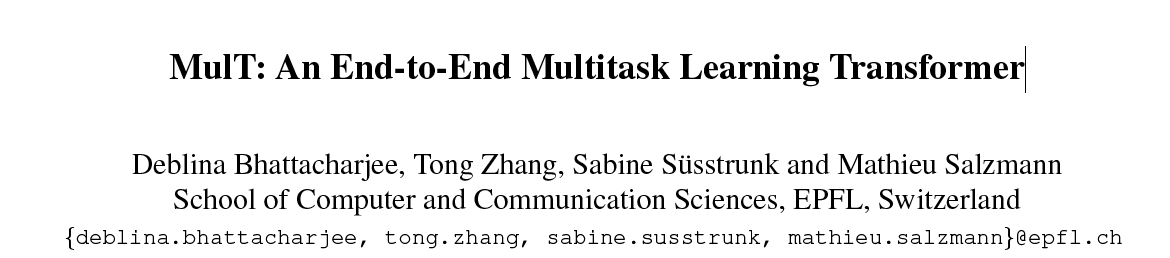 MulT: An End-to-End Multitask Learning Transformer
Deblina Bhattacharjee, Tong Zhang, Sabine Süsstrunk and Mathieu Salzmann
School of Computer and Communication Sciences, EPFL, Switzerland
{deblina.bhattacharjee, tong.zhang, sabine.susstrunk, mathieu.salzmann}@epfl.ch